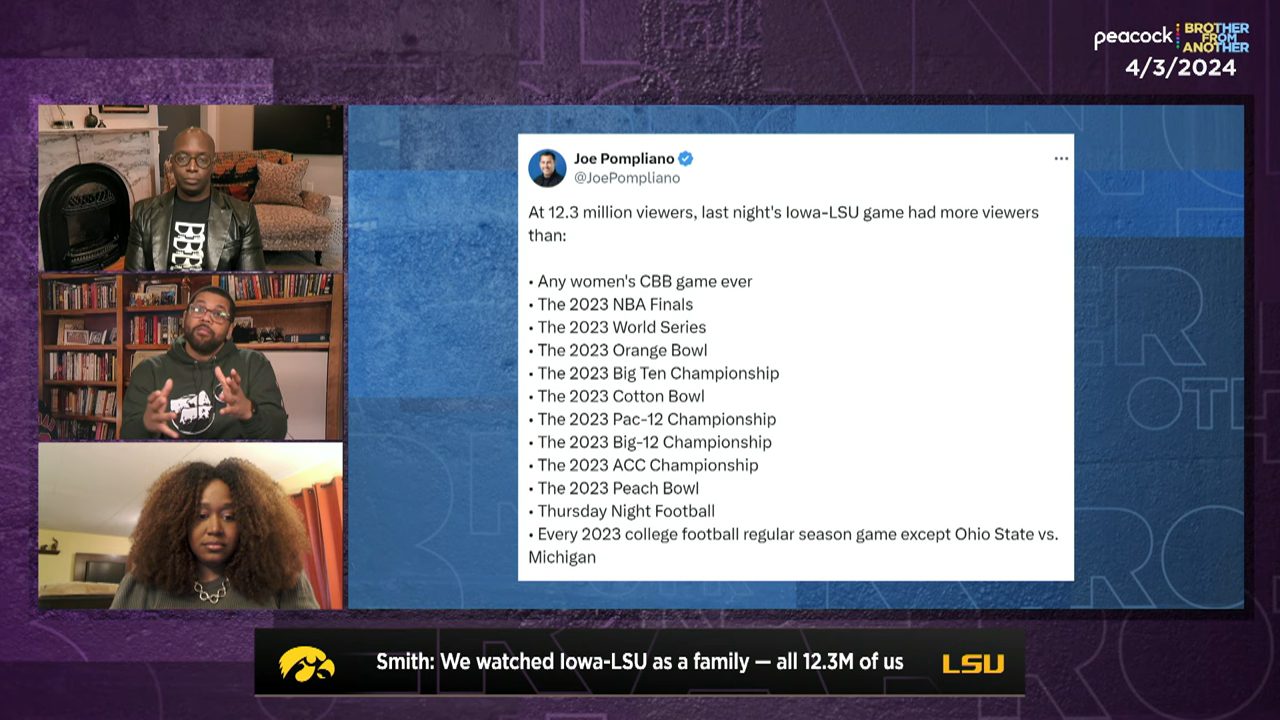 peacock BROTHER FROM ANOTHER
4/3/2024
Joe Pompliano
@JoePompliano
At 12.3 million viewers, last night's Iowa-LSU game had more viewers
than:
• Any women's CBB game ever
• The 2023 NBA Finals
• The 2023 World Series
• The 2023 Orange Bowl
• The 2023 Big Ten Championship
• The 2023 Cotton Bowl
• The 2023 Pac-12 Championship
• The 2023 Big-12 Championship
• The 2023 ACC Championship
• The 2023 Peach Bowl
• Thursday Night Football
• Every 2023 college football regular season game except Ohio State vs.
Michigan
Smith: We watched Iowa-LSU as a family — all 12.3M of us
LSU